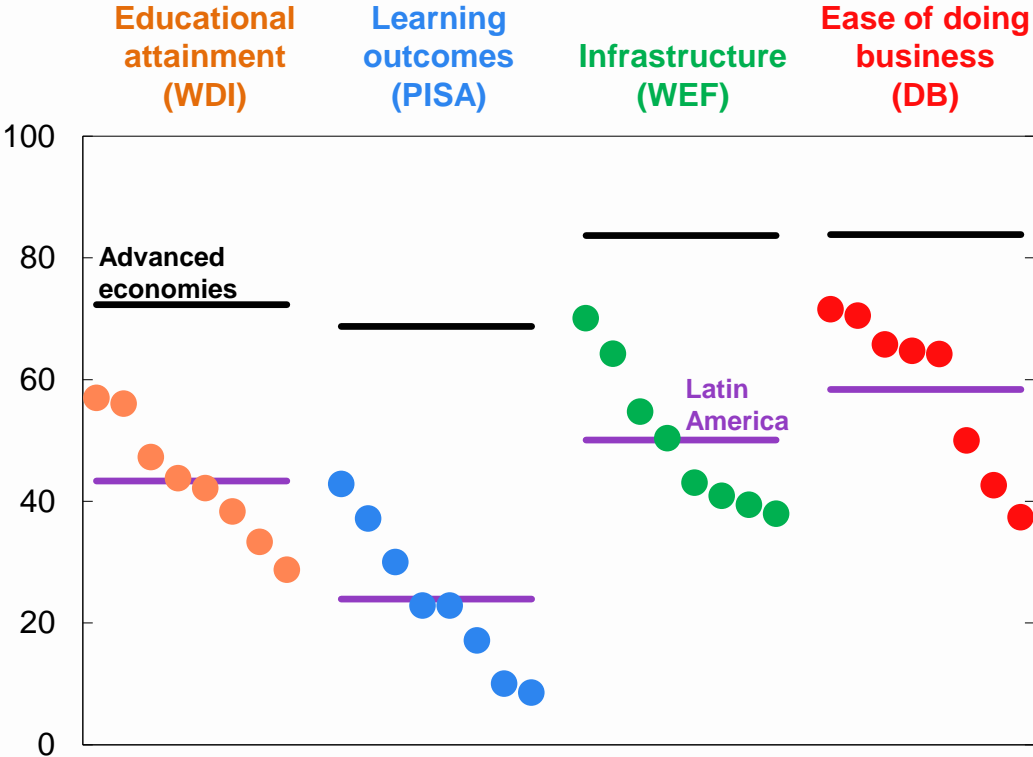 Educational
attainment
(WDI)
Learning
outcomes
(PISA)
Infrastructure
(WEF)
Ease of doing
business
(DB)
100
80
60
40
20
0
Advanced
economies
Latin
America